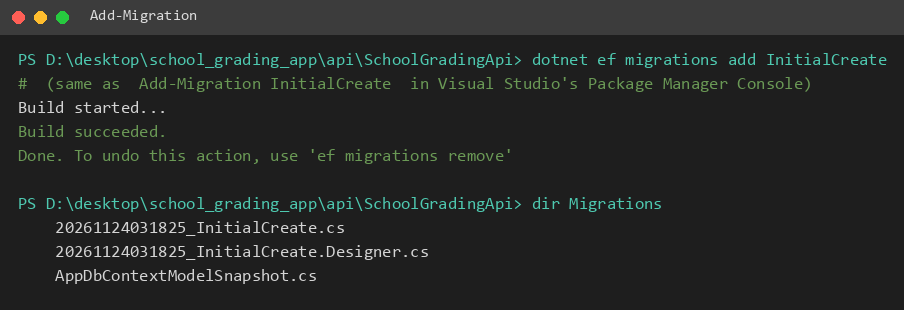 Add-Migration
PS D:\desktop\school_grading_app\api\SchoolGradingApi> dotnet ef migrations add InitialCreate
#  (same as  Add-Migration InitialCreate  in Visual Studio's Package Manager Console)
Build started...
Build succeeded.
Done. To undo this action, use 'ef migrations remove'
PS D:\desktop\school_grading_app\api\SchoolGradingApi> dir Migrations
20261124031825_InitialCreate.cs
20261124031825_InitialCreate.Designer.cs
AppDbContextModelSnapshot.cs